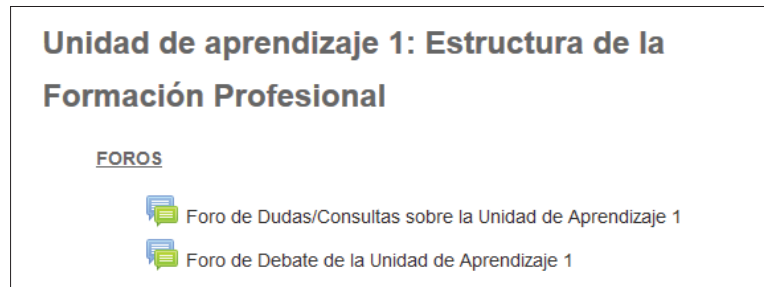 Unidad de aprendizaje 1: Estructura de la
Formación Profesional
FOROS
Foro de Dudas/Consultas sobre la Unidad de Aprendizaje 1
Foro de Debate de la Unidad de Aprendizaje 1